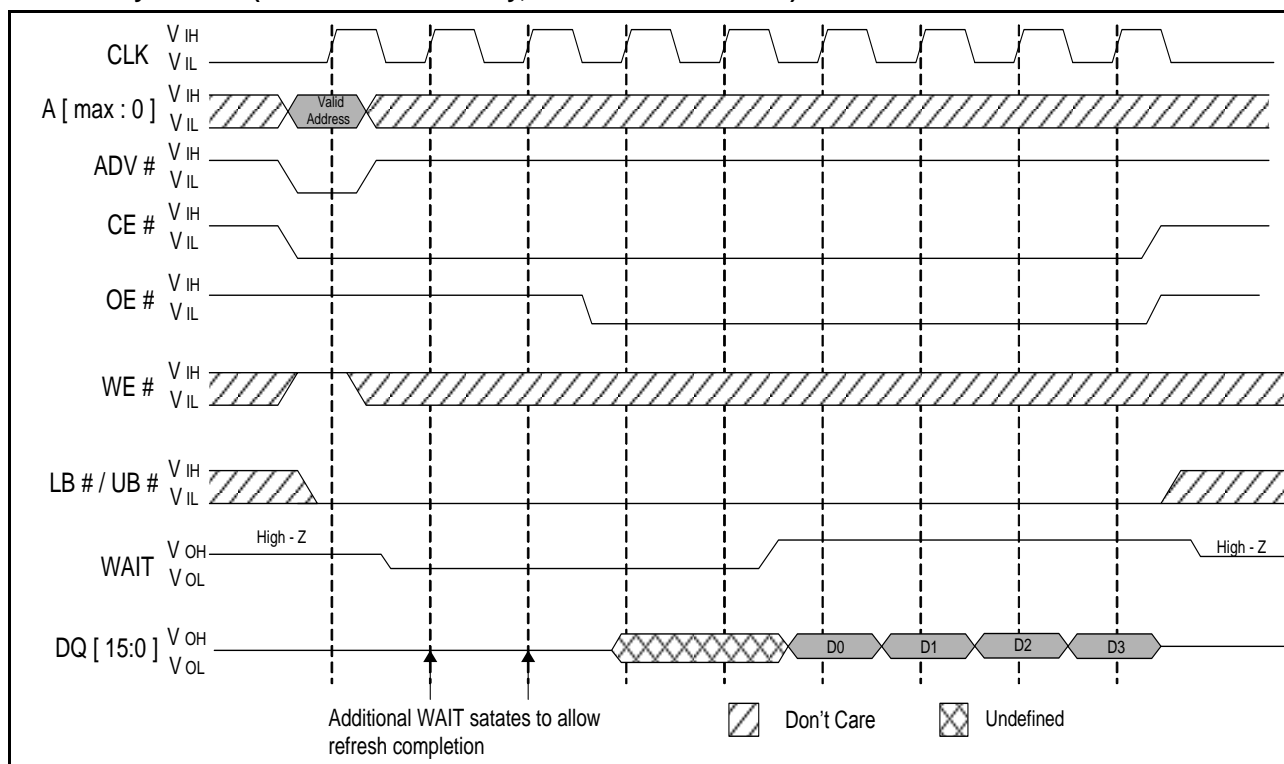 CLK V IH
V IL
A [ max : 0 ] V IH
V IL
Valid
Address
ADV # V IH
V IL
CE # V IH
V IL
OE # V IH
V IL
WE # V IH
V IL
LB # / UB # V IH
V IL
WAIT V OH
V OL
High - Z
High - Z
DQ [ 15:0 ] V OH
V OL
D0 D1 D2 D3
Additional WAIT satates to allow
refresh completion
Don't Care
Undefined